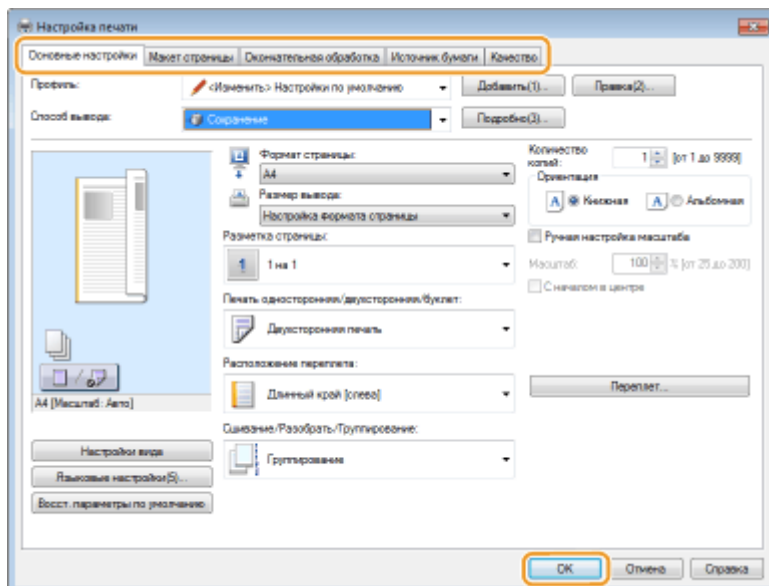 Настройка печати
Основные настройки Макет страницы Окончательная обработка Источник бумаги Качество
Профиль: <Изменить> Настройки по умолчанию Добавить(1)... Правка(2)...
Способ вывода: Сохранение Подробно(3)...
Формат страницы:
A4
Размер вывода:
Настройка формата страницы
Разметка страницы:
1 на 1
Печать односторонняя/двухсторонняя/буклет:
Двухсторонняя печать
Расположение переплета:
Длинный край [слева]
Сшивание/Разобрать/Группирование:
Группирование
Количество копий: 1 [от 1 до 9999]
Ориентация
A Книжная A Альбомная
Ручная настройка масштаба
Масштаб: 100 % [от 25 до 200]
С началом в центре
Переплет...
A4 [Масштаб: Авто]
Настройки вида
Языковые настройки(5)...
Восст. параметры по умолчанию
OK Отмена Справка